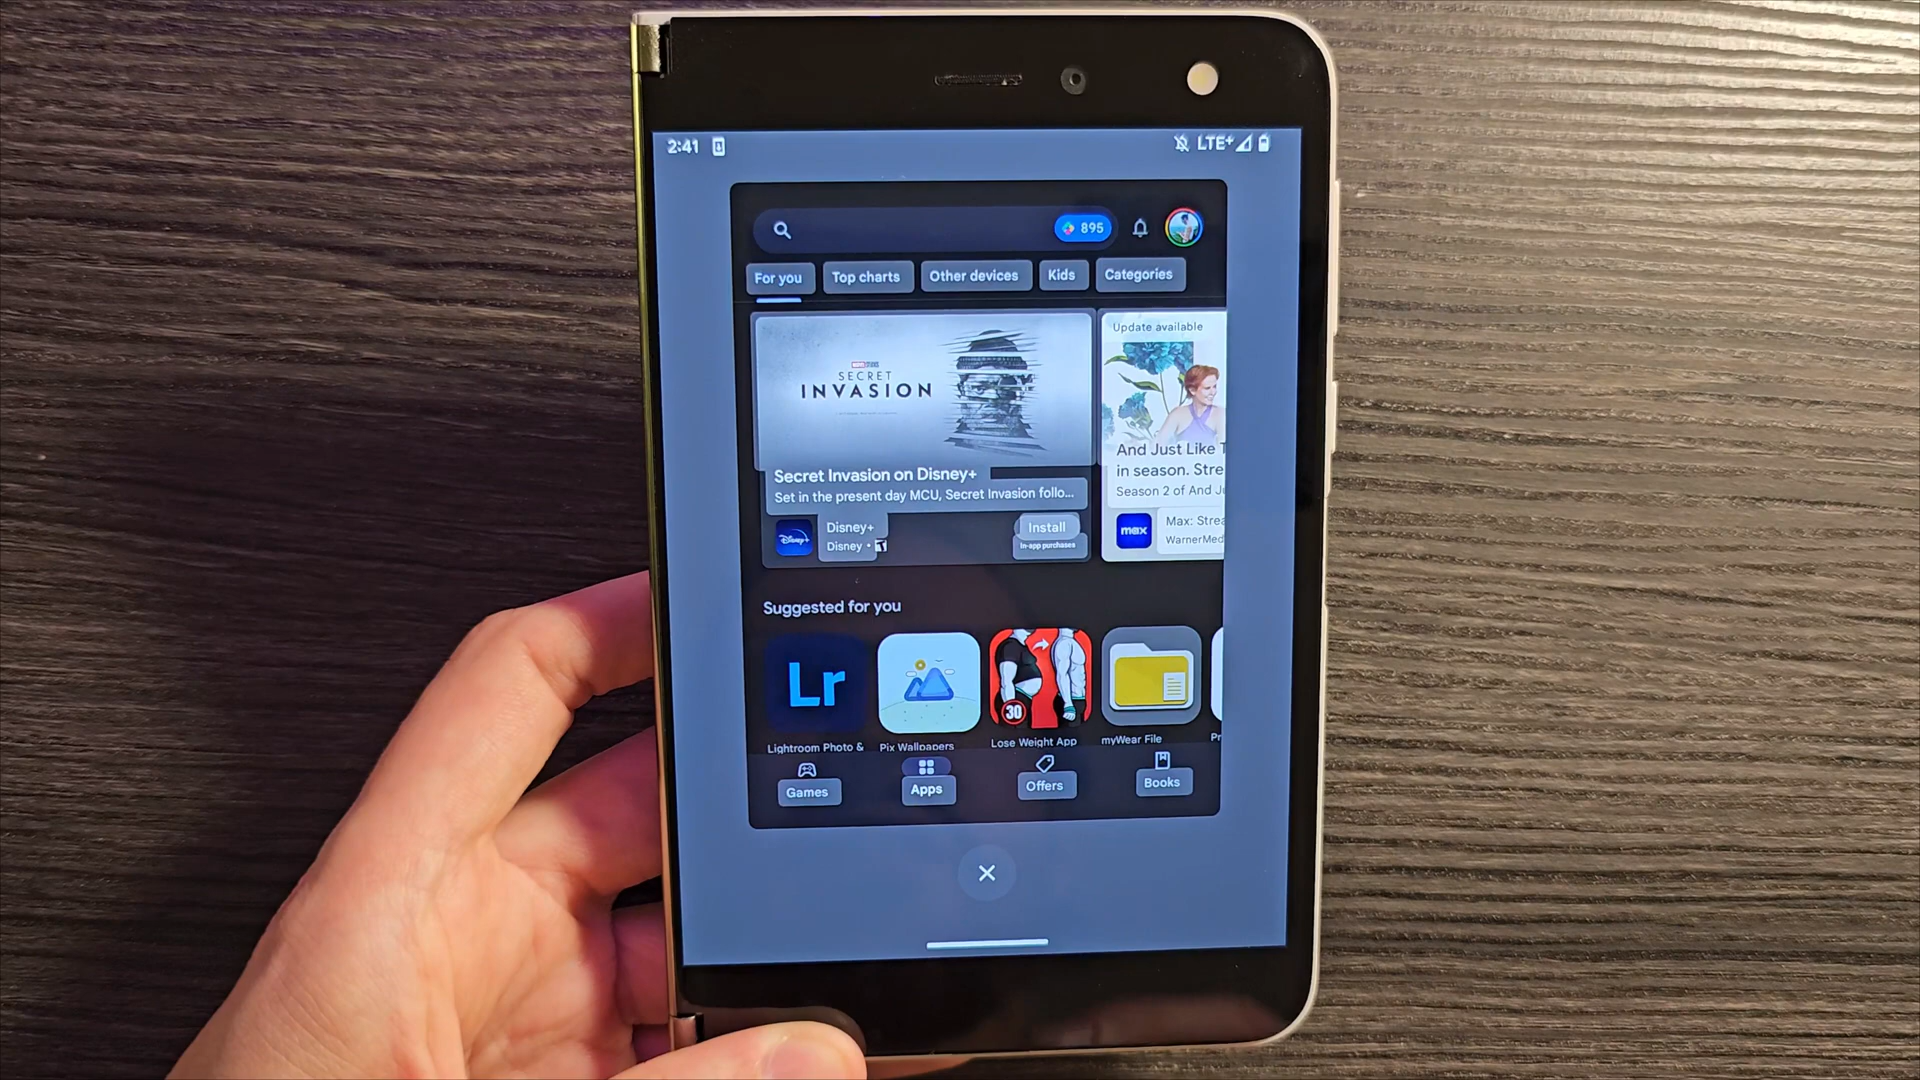 2:41
LTE+
895
For you
Top charts
Other devices
Kids
Categories
MARVEL STUDIOS
SECRET
INVASION
Secret Invasion on Disney+
Set in the present day MCU, Secret Invasion follo...
Disney+
Disney+
Disney •
Install
In-app purchases
Update available
And Just Like T
in season. Stre
Season 2 of And Ju
max
Max: Strea
WarnerMed
Suggested for you
Lr
30
Lightroom Photo &
Pix Wallpapers
Lose Weight App
myWear File
Pr
Games
Apps
Offers
Books